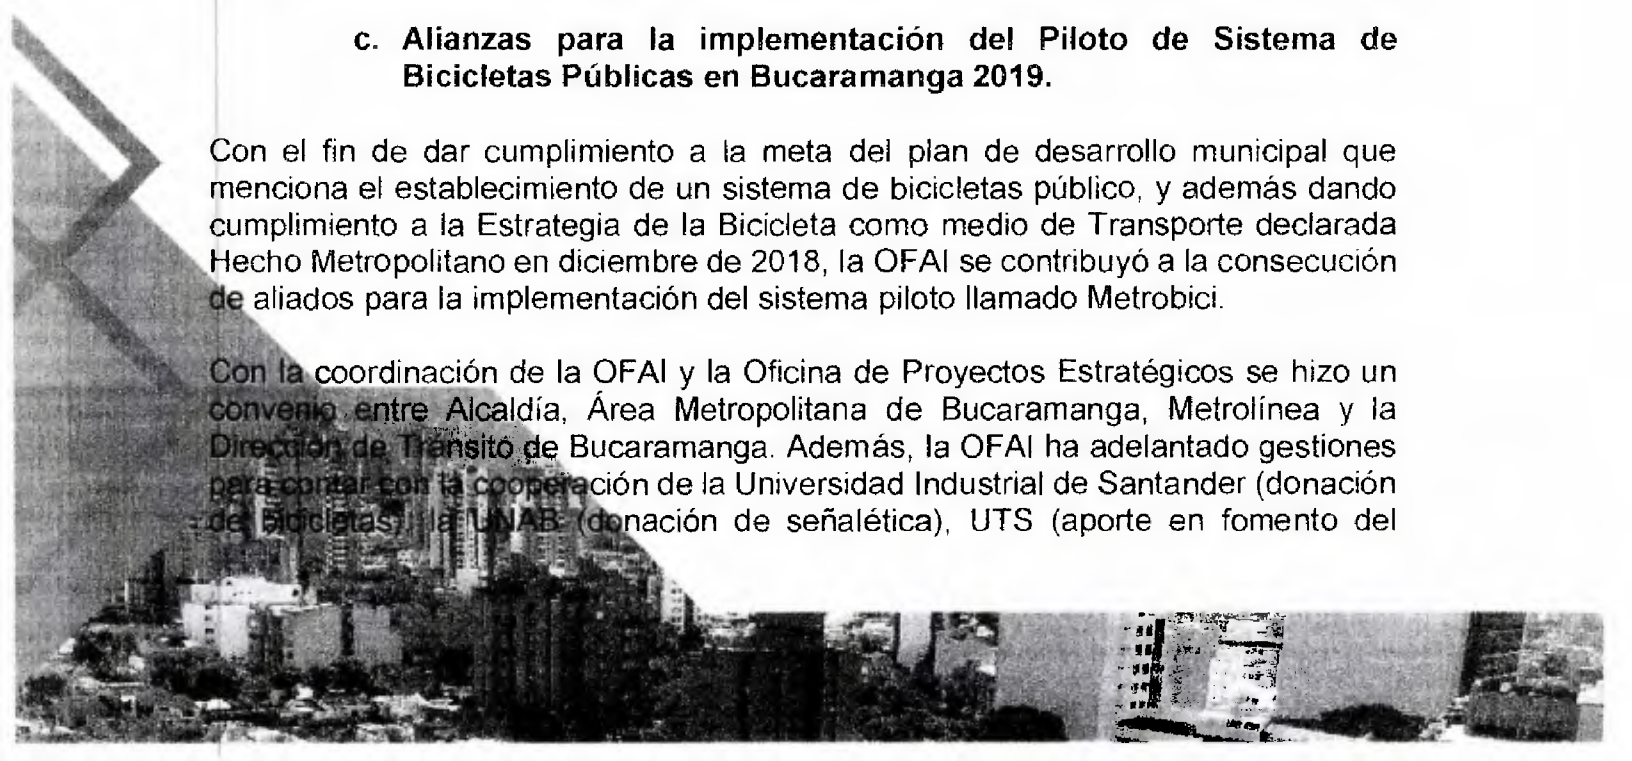 c. Alianzas para la implementación del Piloto de Sistema de
Bicicletas Públicas en Bucaramanga 2019.
Con el fin de dar cumplimiento a la meta del plan de desarrollo municipal que
menciona el establecimiento de un sistema de bicicletas público, y además dando
cumplimiento a la Estrategia de la Bicicleta como medio de Transporte declarada
Hecho Metropolitano en diciembre de 2018, la OFAI se contribuyó a la consecución
de aliados para la implementación del sistema piloto llamado Metrobici.
Con la coordinación de la OFAI y la Oficina de Proyectos Estratégicos se hizo un
convenio entre Alcaldía, Área Metropolitana de Bucaramanga, Metrolínea y la
Dirección de Tránsito de Bucaramanga. Además, la OFAI ha adelantado gestiones
para contar con la cooperación de la Universidad Industrial de Santander (donación
de bicicletas), la UNAB (donación de señalética), UTS (aporte en fomento del